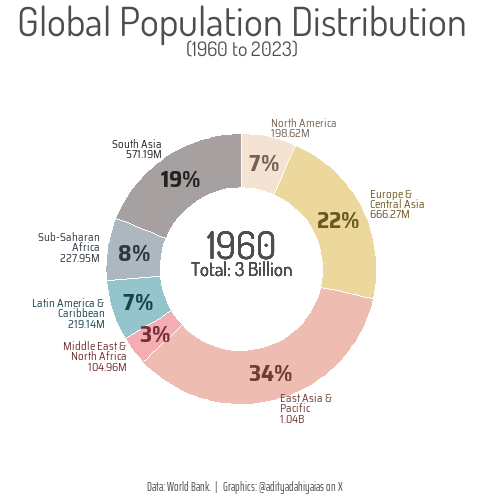 Global Population Distribution
(1960 to 2023)
North America
198.62M
7%
South Asia
571.19M
19%
Europe &
Central Asia
666.27M
22%
Sub-Saharan
Africa
227.95M
8%
1960
Total: 3 Billion
Latin America &
Caribbean
219.14M
7%
Middle East &
North Africa
104.96M
3%
34%
East Asia &
Pacific
1.04B
Data: World Bank. | Graphics: @adityadahiyaias on X